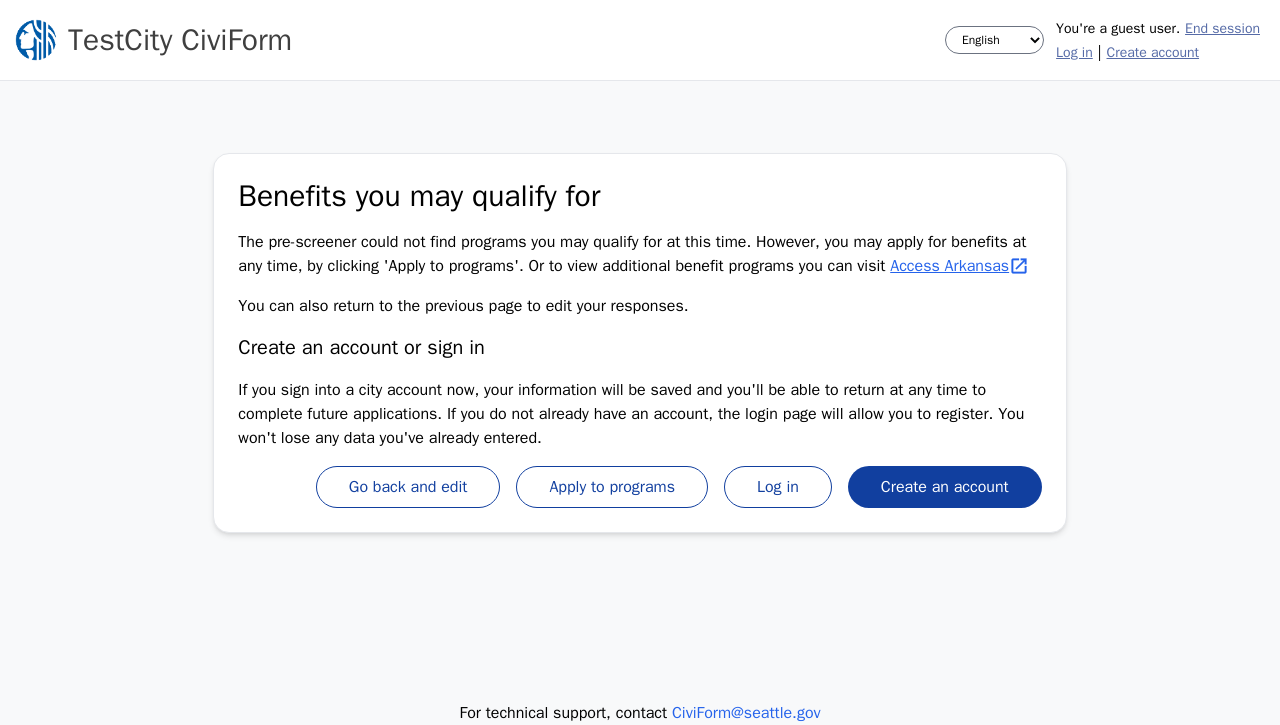 TestCity CiviForm
English
You're a guest user. End session
Log in | Create account
Benefits you may qualify for
The pre-screener could not find programs you may qualify for at this time. However, you may apply for benefits at
any time, by clicking 'Apply to programs'. Or to view additional benefit programs you can visit Access Arkansas
You can also return to the previous page to edit your responses.
Create an account or sign in
If you sign into a city account now, your information will be saved and you'll be able to return at any time to
complete future applications. If you do not already have an account, the login page will allow you to register. You
won't lose any data you've already entered.
Go back and edit
Apply to programs
Log in
Create an account
For technical support, contact CiviForm@seattle.gov